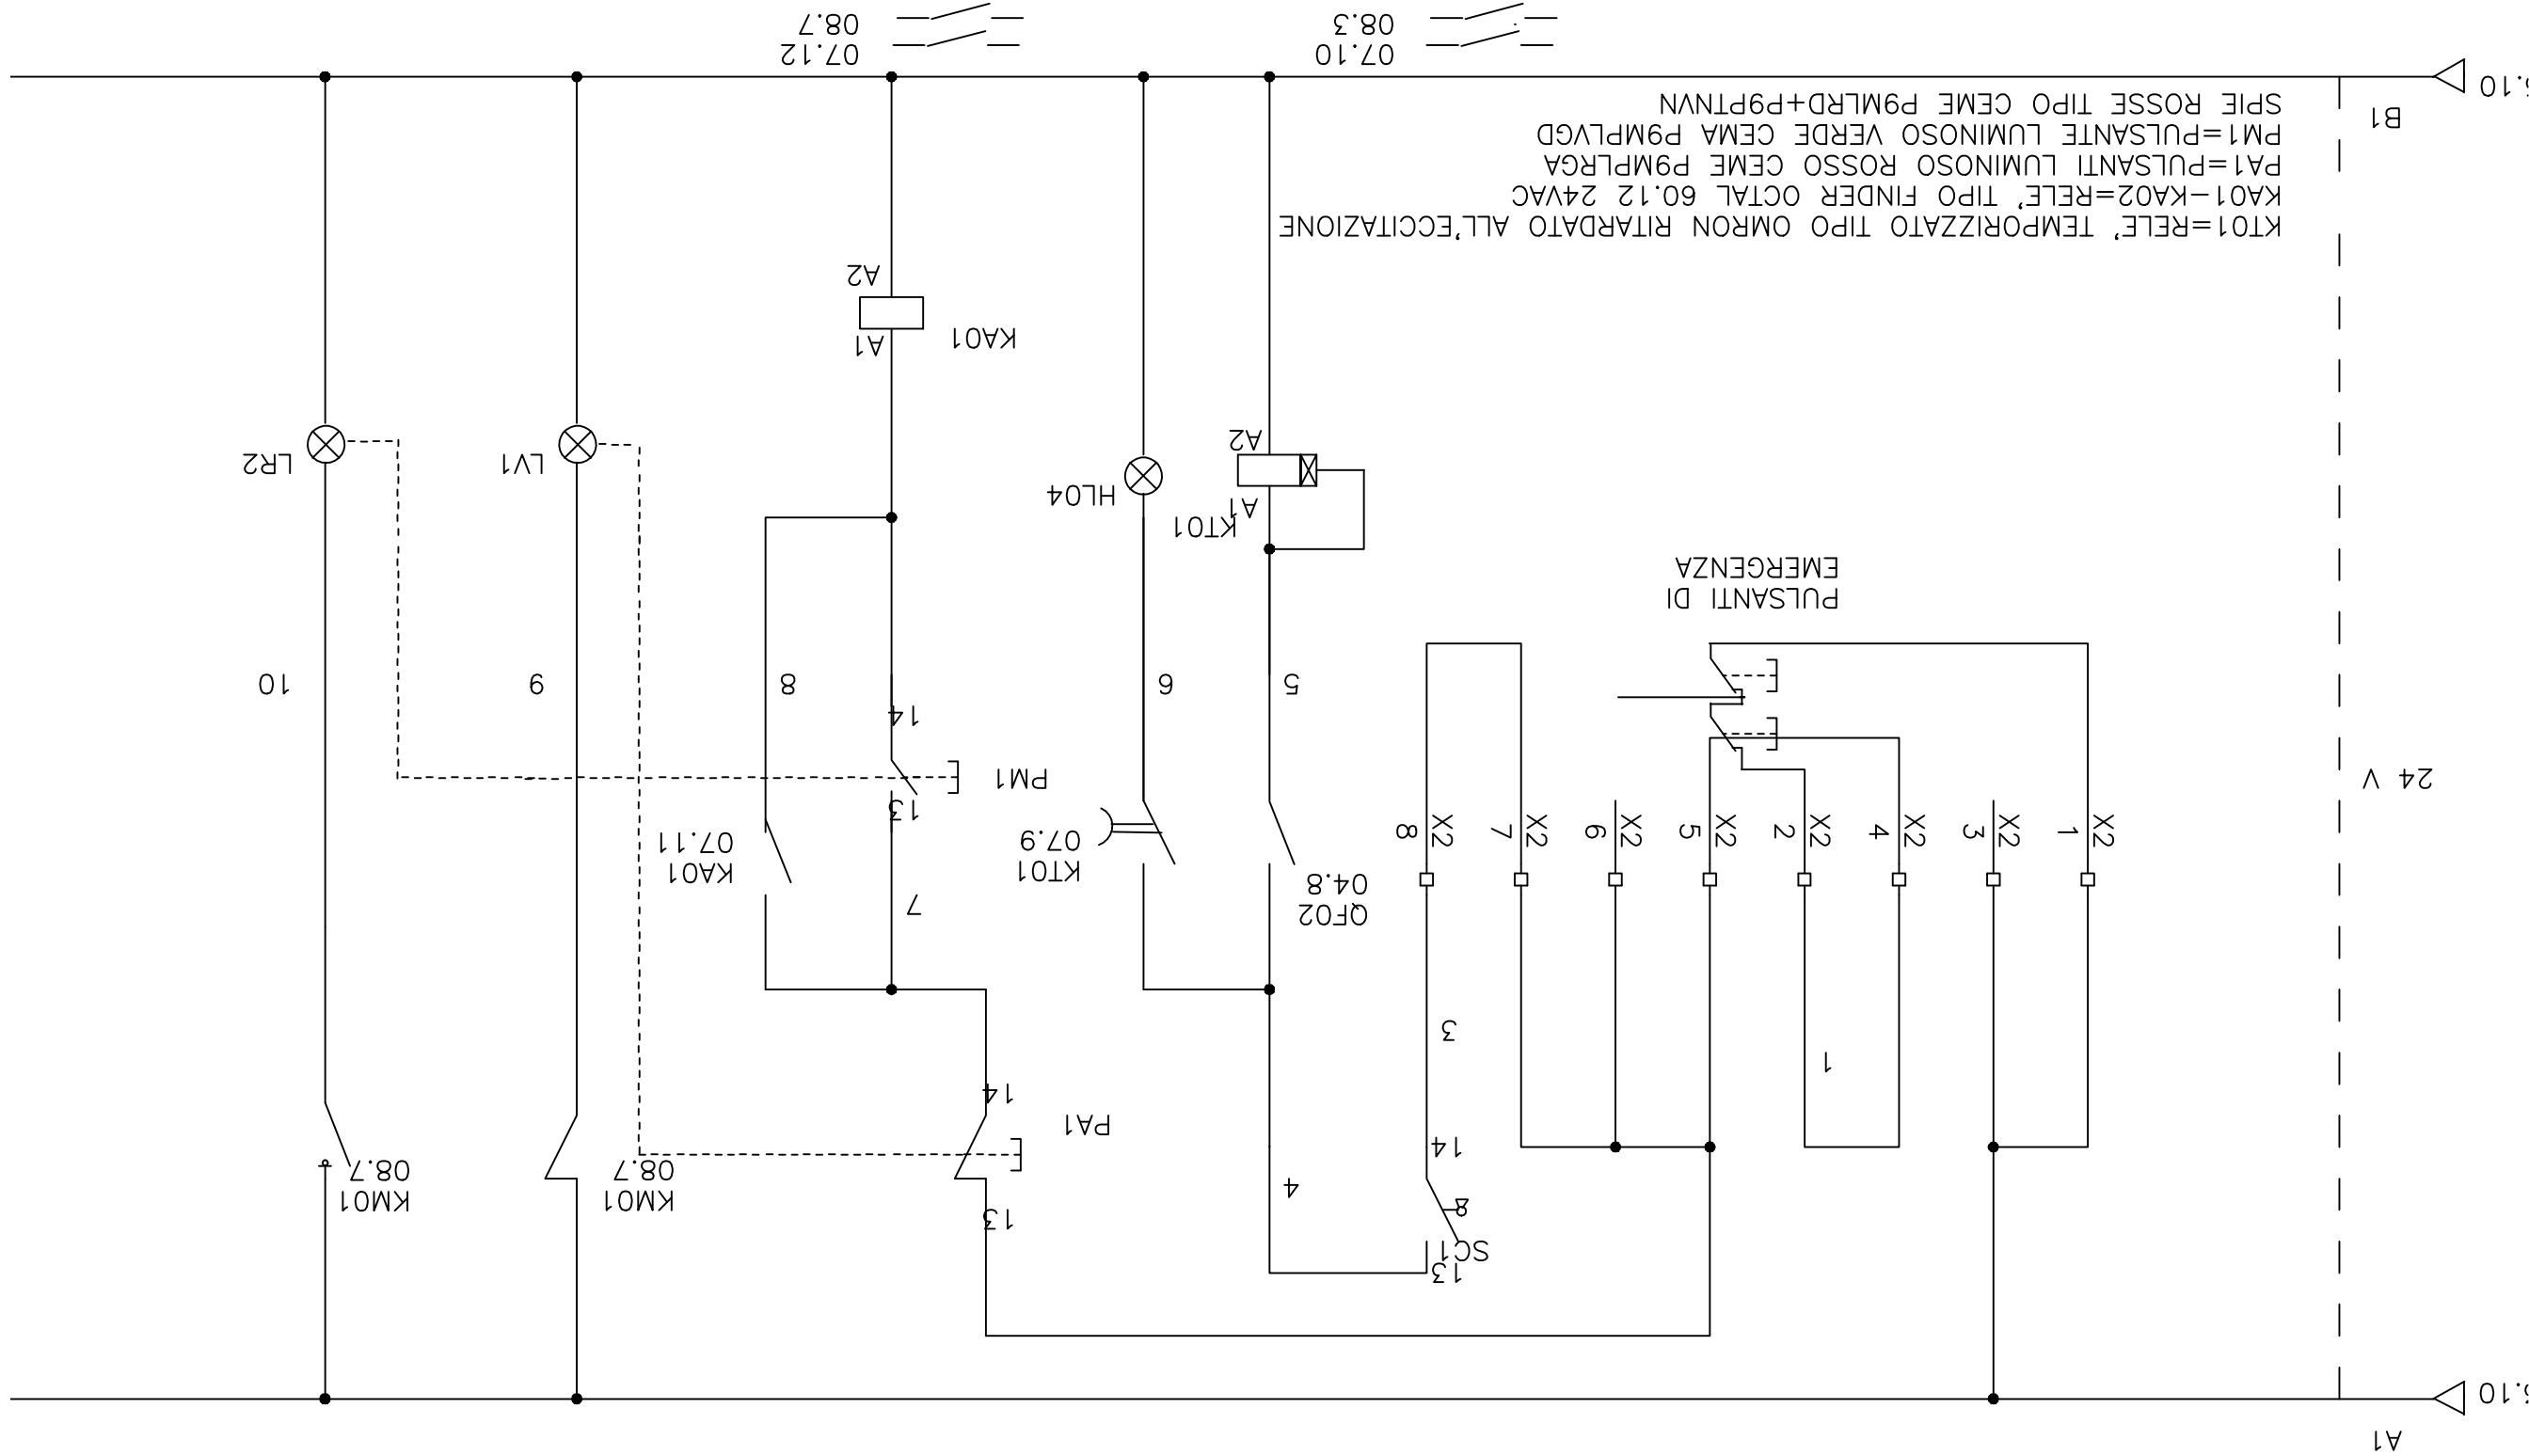 A1
24 V
B1
13
SC11
14
4
3
1
13
PA1
14
KM01
08.7
KM01
08.7
X2
1
X2
3
X2
4
X2
2
X2
5
X2
6
X2
7
X2
8
QF02
04.8
KT01
07.9
7
KA01
07.11
13
PM1
14
5
6
8
9
10
PULSANTI DI
EMERGENZA
KT01
A1
A2
HL04
LV1
LR2
KA01
A1
A2
KT01=RELE' TEMPORIZZATO TIPO OMRON RITARDATO ALL'ECCITAZIONE
KA01-KA02=RELE' TIPO FINDER OCTAL 60.12 24VAC
PA1=PULSANTI LUMINOSO ROSSO CEME P9MPLRGA
PM1=PULSANTE LUMINOSO VERDE CEMA P9MPLVGD
SPIE ROSSE TIPO CEME P9MLRD+P9PTNVN
07.10
08.3
07.12
08.7